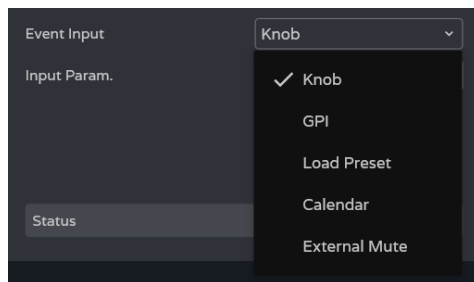 Event Input
Knob
Input Param.
Knob
GPI
Load Preset
Calendar
Status
External Mute